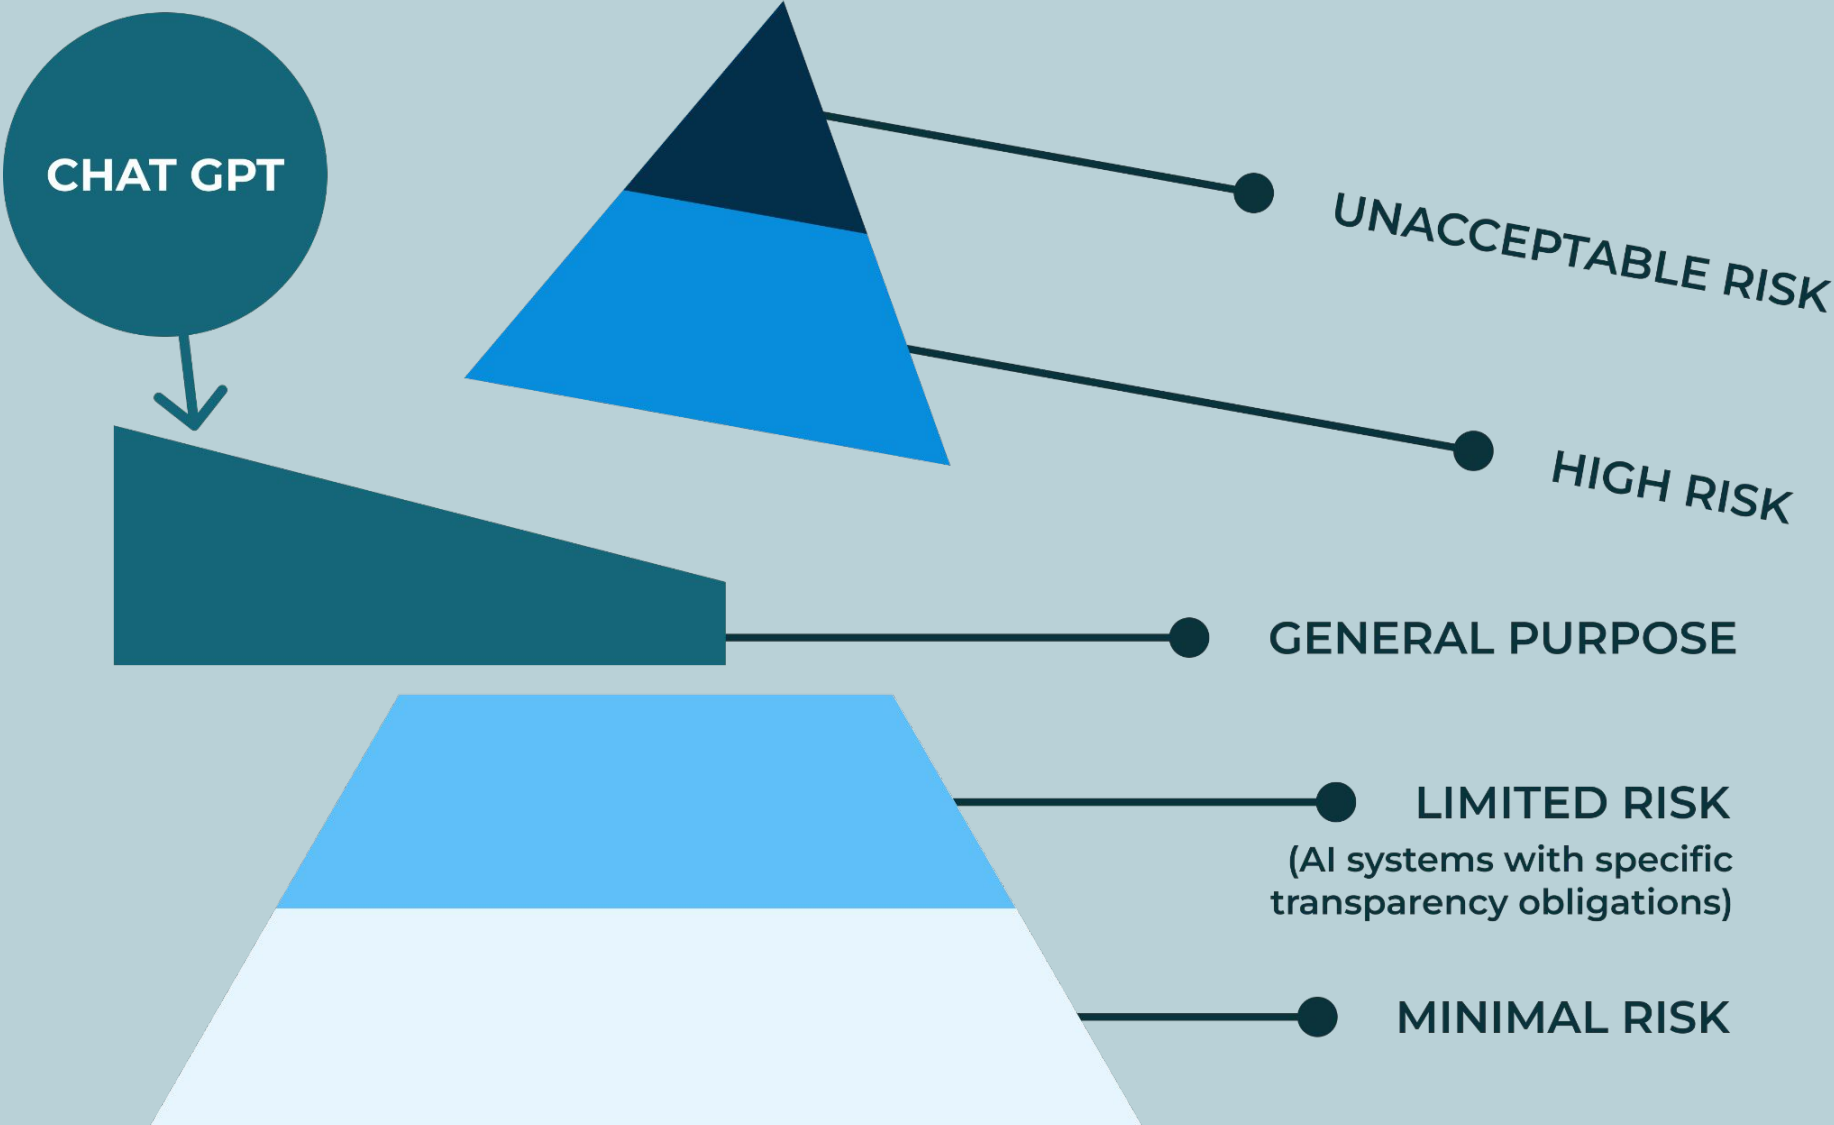 CHAT GPT
UNACCEPTABLE RISK
HIGH RISK
GENERAL PURPOSE
LIMITED RISK
(AI systems with specific
transparency obligations)
MINIMAL RISK